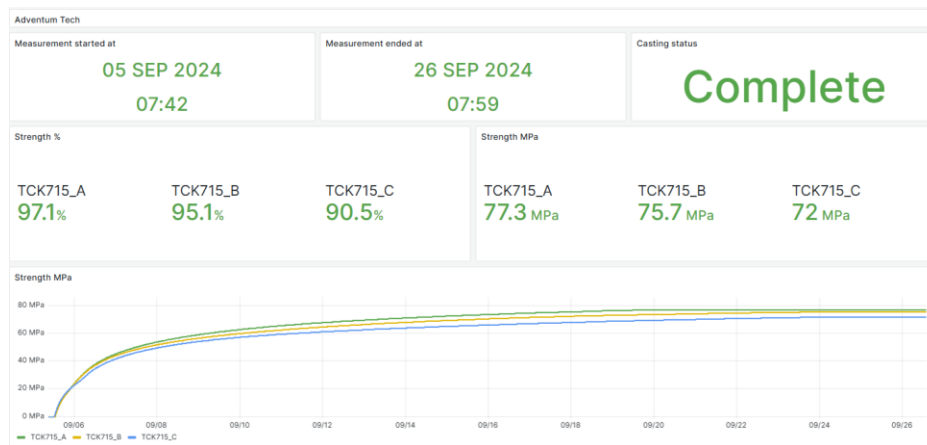 Adventum Tech
Measurement started at
05 SEP 2024
07:42
Measurement ended at
26 SEP 2024
07:59
Casting status
Complete
Strength %
TCK715_A
97.1%
TCK715_B
95.1%
TCK715_C
90.5%
Strength MPa
TCK715_A
77.3 MPa
TCK715_B
75.7 MPa
TCK715_C
72 MPa
Strength MPa
80 MPa
60 MPa
40 MPa
20 MPa
0 MPa
09/06 09/08 09/10 09/12 09/14 09/16 09/18 09/20 09/22 09/24 09/26
TCK715_A TCK715_B TCK715_C